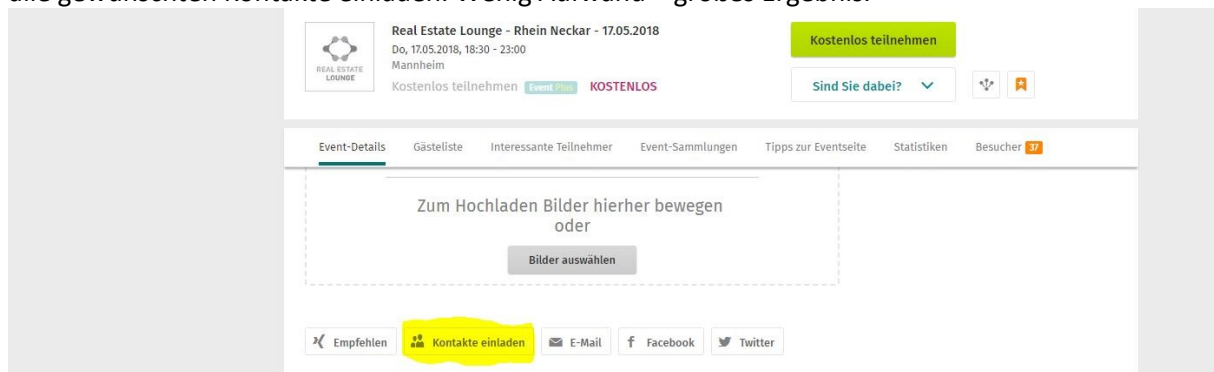 alle gewünschten Kontakte einladen. Wenig Aufwand – großes Ergebnis.
Real Estate Lounge - Rhein Neckar - 17.05.2018
Do, 17.05.2018, 18:30 - 23:00
Mannheim
Kostenlos teilnehmen Event Plus KOSTENLOS
REAL ESTATE
LOUNGE
Kostenlos teilnehmen
Sind Sie dabei?
Event-Details Gästeliste Interessante Teilnehmer Event-Sammlungen Tipps zur Eventseite Statistiken Besucher 37
Zum Hochladen Bilder hierher bewegen
oder
Bilder auswählen
Empfehlen Kontakte einladen E-Mail Facebook Twitter